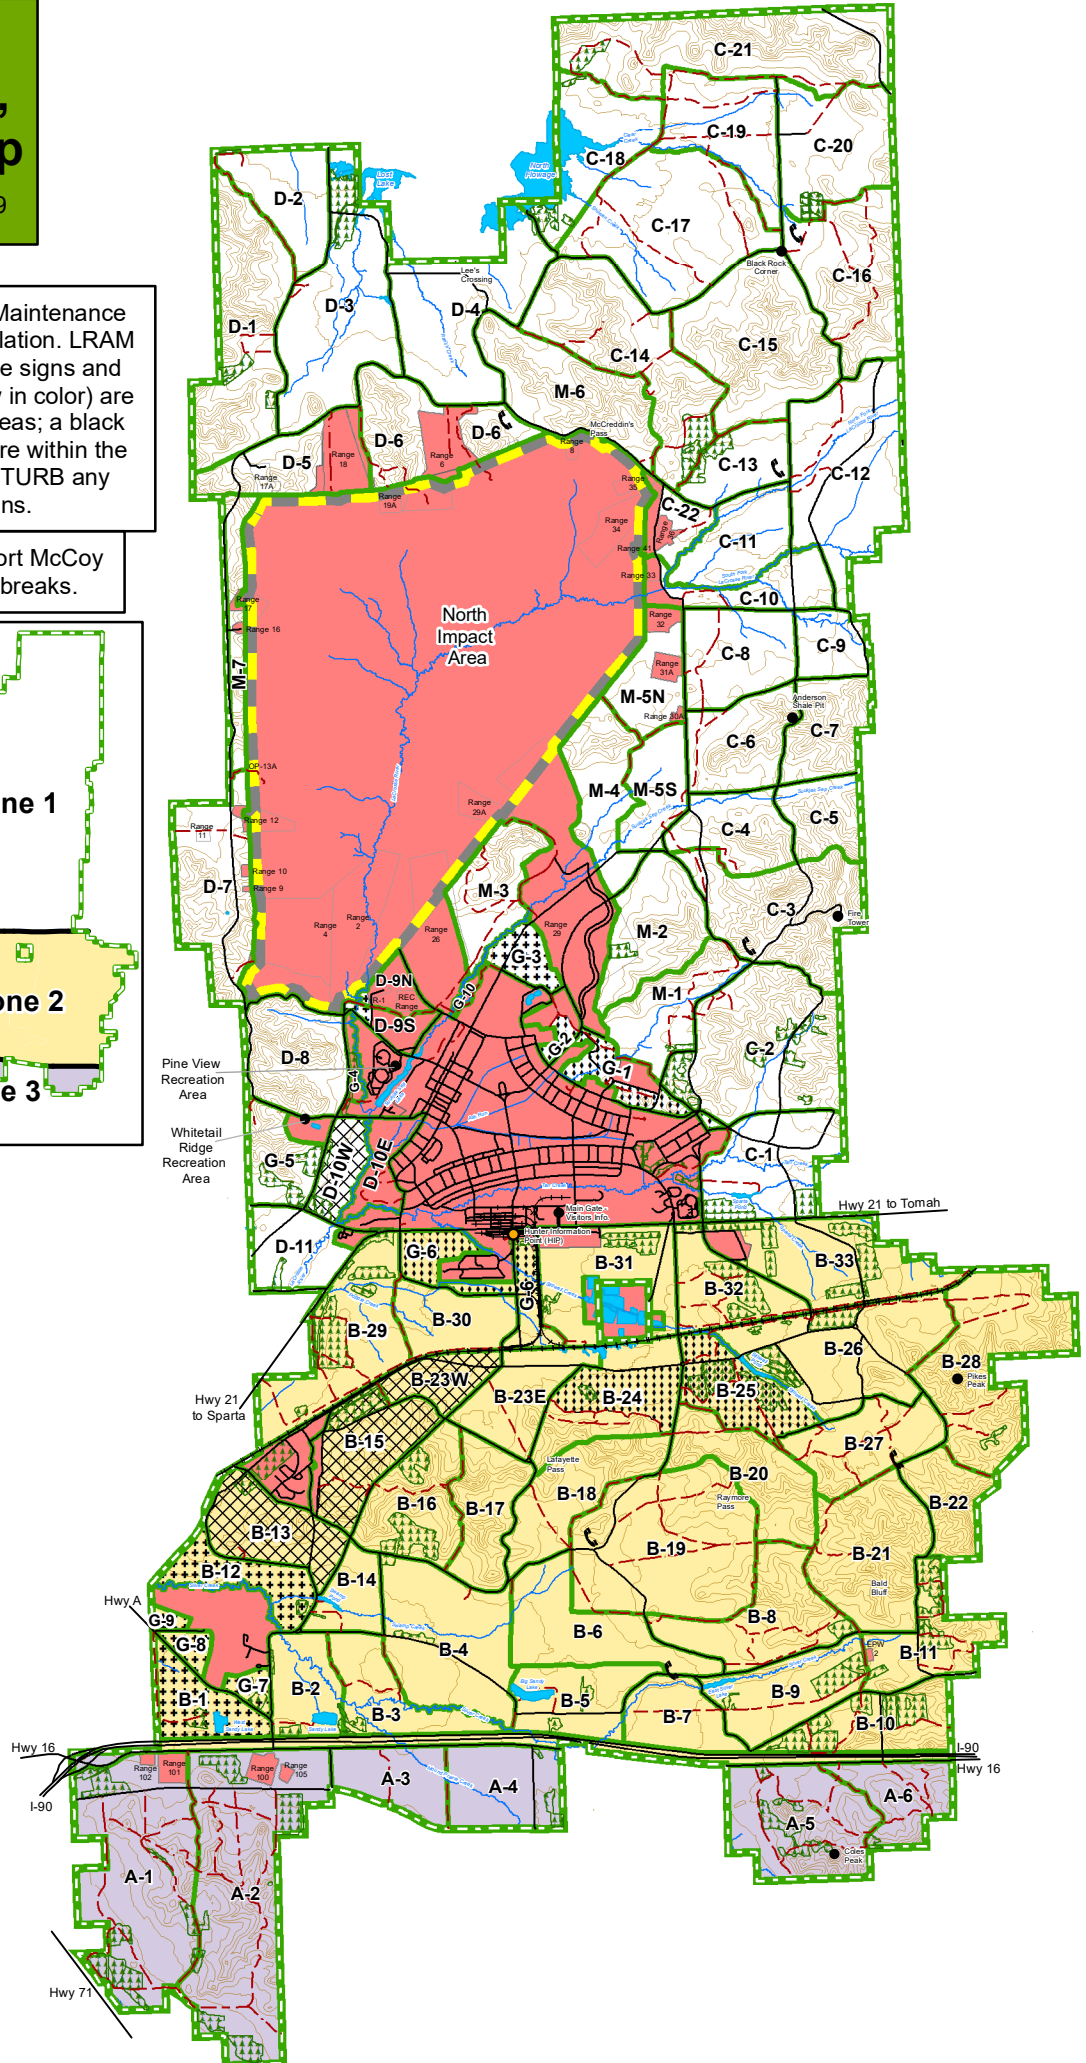 ,
p
9
Maintenance
lation. LRAM
e signs and
in color) are
eas; a black
re within the
TURB any
ns.
ort McCoy
breaks.
ne 1
one 2
e 3
C-21
C-19
C-20
C-18
North
Flowage
Lost
Lake
D-2
C-17
Black Rock
Corner
C-16
Lee's
Crossing
D-3
D-4
D-1
C-14
C-15
M-6
McCreddin's
Pass
D-6
D-6
Range
8
D-5
Range
18
Range
6
Range
17A
Range
19A
Range
35
C-13
C-12
C-22
Range
34
Range 41
C-11
Range 33
C-10
Range
17
Range 16
North
Impact
Area
Range
32
C-8
C-9
M-7
Range
31A
M-5N
Range 30A
Anderson
Shale Pit
C-7
C-6
OP-13A
M-4
M-5S
Range
29A
C-5
C-4
Range
11
Range 12
Range 10
Range 9
D-7
M-3
C-3
Fire
Tower
Range
4
Range
2
Range
26
Range
29
M-2
G-3
D-9N
R-1
REC
Range
G-10
M-1
D-9S
G-2
C-2
D-8
G-4
G-1
Pine View
Recreation
Area
Whitetail
Ridge
Recreation
Area
G-5
D-10W
D-10E
C-1
Hwy 21 to Tomah
Main Gate
Visitors Info.
Hunter Information
Point (HIP)
D-11
G-6
G-6
B-31
B-33
B-32
B-30
B-29
B-26
B-28
Pikes
Peak
Hwy 21
to Sparta
B-23W
B-23E
B-24
B-25
B-15
B-27
Lafayette
Pass
B-20
B-18
Raymore
Pass
B-16
B-17
B-22
B-13
B-19
B-21
B-12
B-14
Bald
Bluff
Hwy A
G-9
G-8
B-8
B-6
B-4
B-11
G-7
B-2
B-1
Big Sandy
Lake
B-5
B-9
B-3
Sandy Lake
B-7
B-10
Hwy 16
I-90
Hwy 16
I-90
Range
102
Range
101
Range
100
Range
105
A-3
A-4
A-6
A-5
Coles
Peak
A-1
A-2
Hwy 71